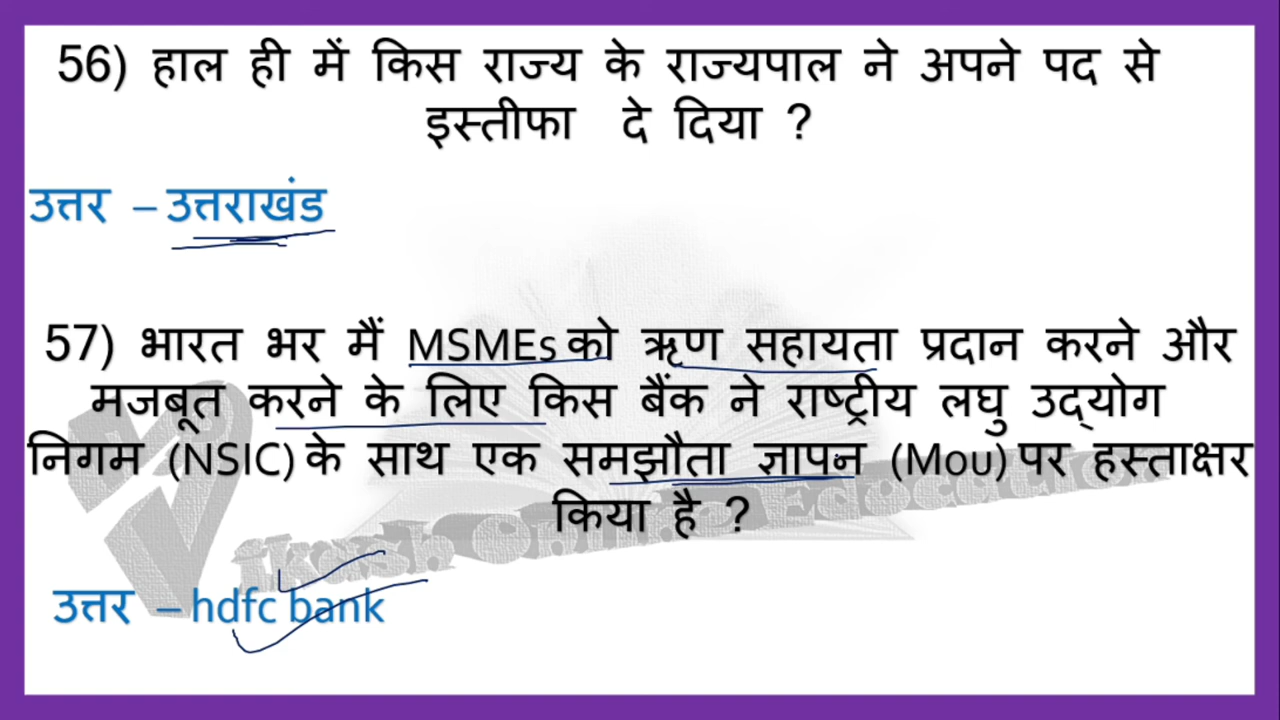 56) हाल ही में किस राज्य के राज्यपाल ने अपने पद से
इस्तीफा दे दिया ?
उत्तर – उत्तराखंड
57) भारत भर मैं MSMEs को ऋण सहायता प्रदान करने और
मजबूत करने के लिए किस बैंक ने राष्ट्रीय लघु उद्योग
निगम (NSIC) के साथ एक समझौता ज्ञापन (Mou) पर हस्ताक्षर
किया है ?
उत्तर – hdfc bank